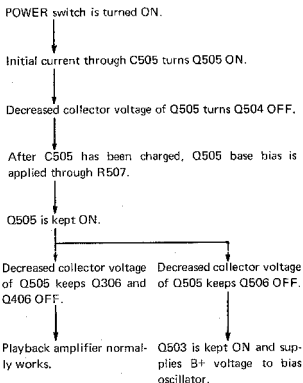 POWER switch is turned ON.
Initial current through C505 turns Q505 ON.
Decreased collector voltage of Q505 turns Q504 OFF.
After C505 has been charged, Q505 base bias is
applied through R507.
Q505 is kept ON.
Decreased collector voltage
of Q505 keeps Q306 and
Q406 OFF.
Decreased collector voltage
of Q505 keeps Q506 OFF.
Playback amplifier normal-
ly works.
Q503 is kept ON and sup-
plies B+ voltage to bias
oscillator.